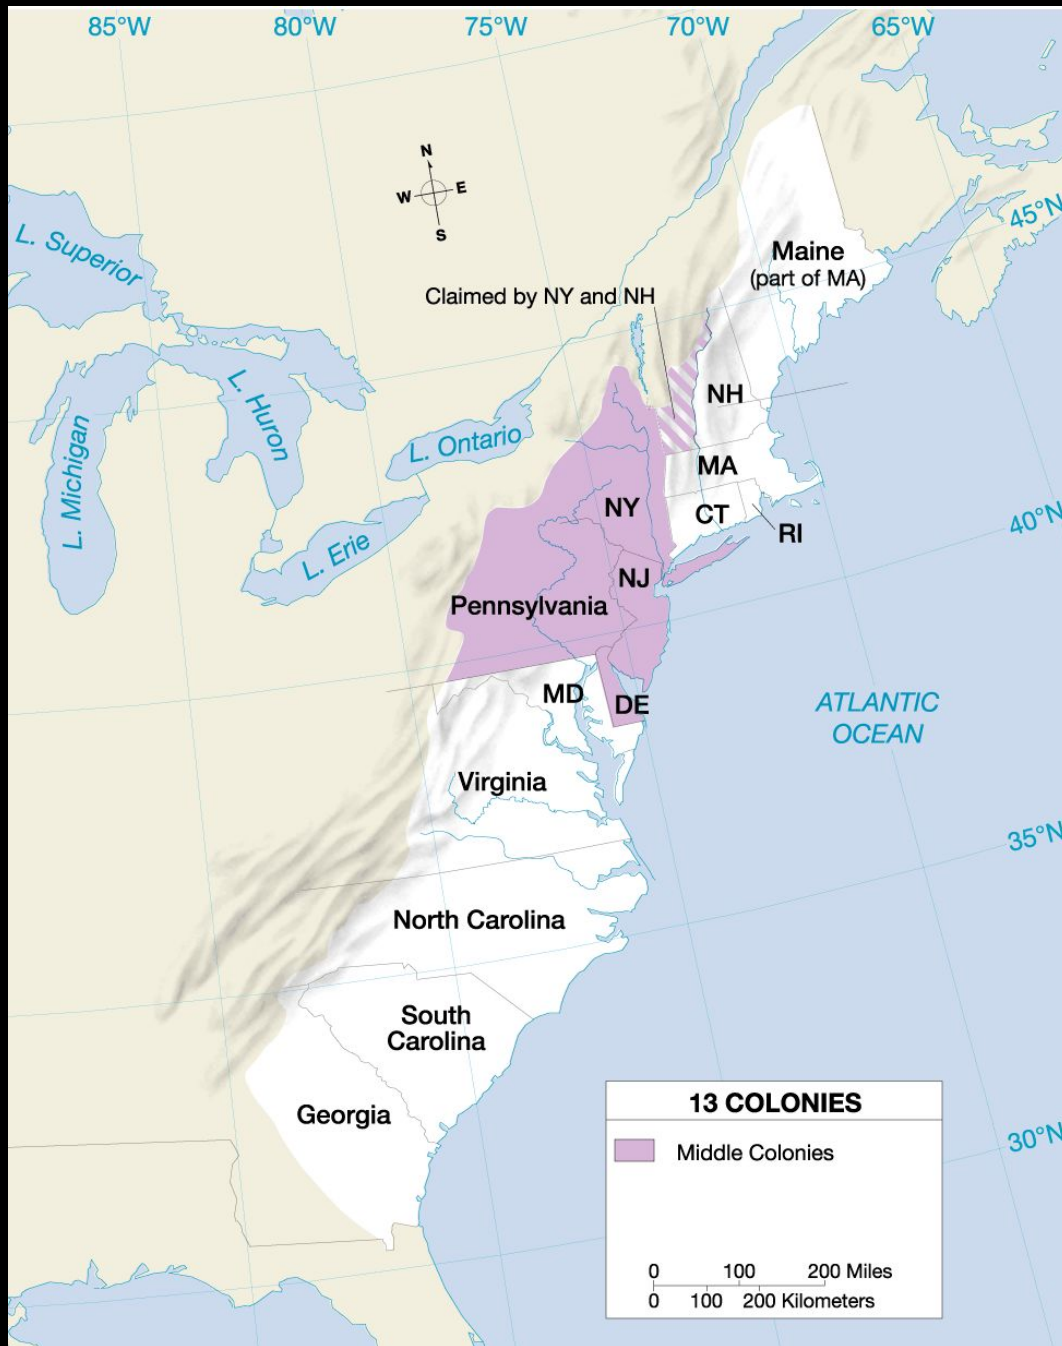 85°W 80°W 75°W 70°W 65°W
N
W E
S
45°N
L. Superior
Maine
(part of MA)
Claimed by NY and NH
L. Huron
NH
L. Michigan
L. Ontario
MA
NY
CT
RI
40°N
L. Erie
NJ
Pennsylvania
MD
DE
ATLANTIC
OCEAN
Virginia
35°N
North Carolina
South
Carolina
Georgia
13 COLONIES
Middle Colonies
30°N
0 100 200 Miles
0 100 200 Kilometers